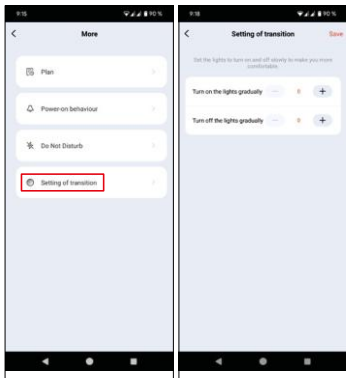 9:15
90 %
More
Plan
Power-on behaviour
Do Not Disturb
Setting of transition
9:16
90 %
Setting of transition
Save
Set the lights to turn on and off slowly to make you more
comfortable.
Turn on the lights gradually
0
Turn off the lights gradually
0